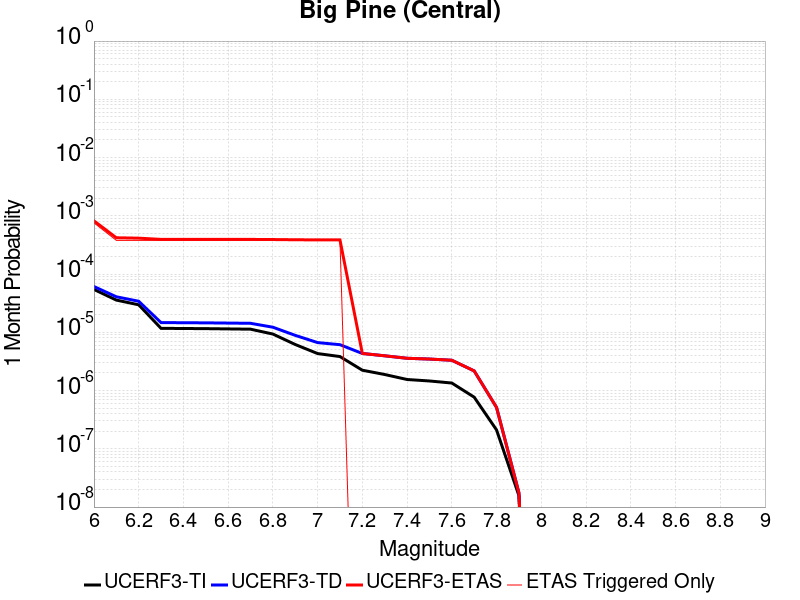 Big Pine (Central)
10^0
10^-1
10^-2
10^-3
10^-4
10^-5
10^-6
10^-7
10^-8
1 Month Probability
6 6.2 6.4 6.6 6.8 7 7.2 7.4 7.6 7.8 8 8.2 8.4 8.6 8.8 9
Magnitude
UCERF3-TI UCERF3-TD UCERF3-ETAS ETAS Triggered Only